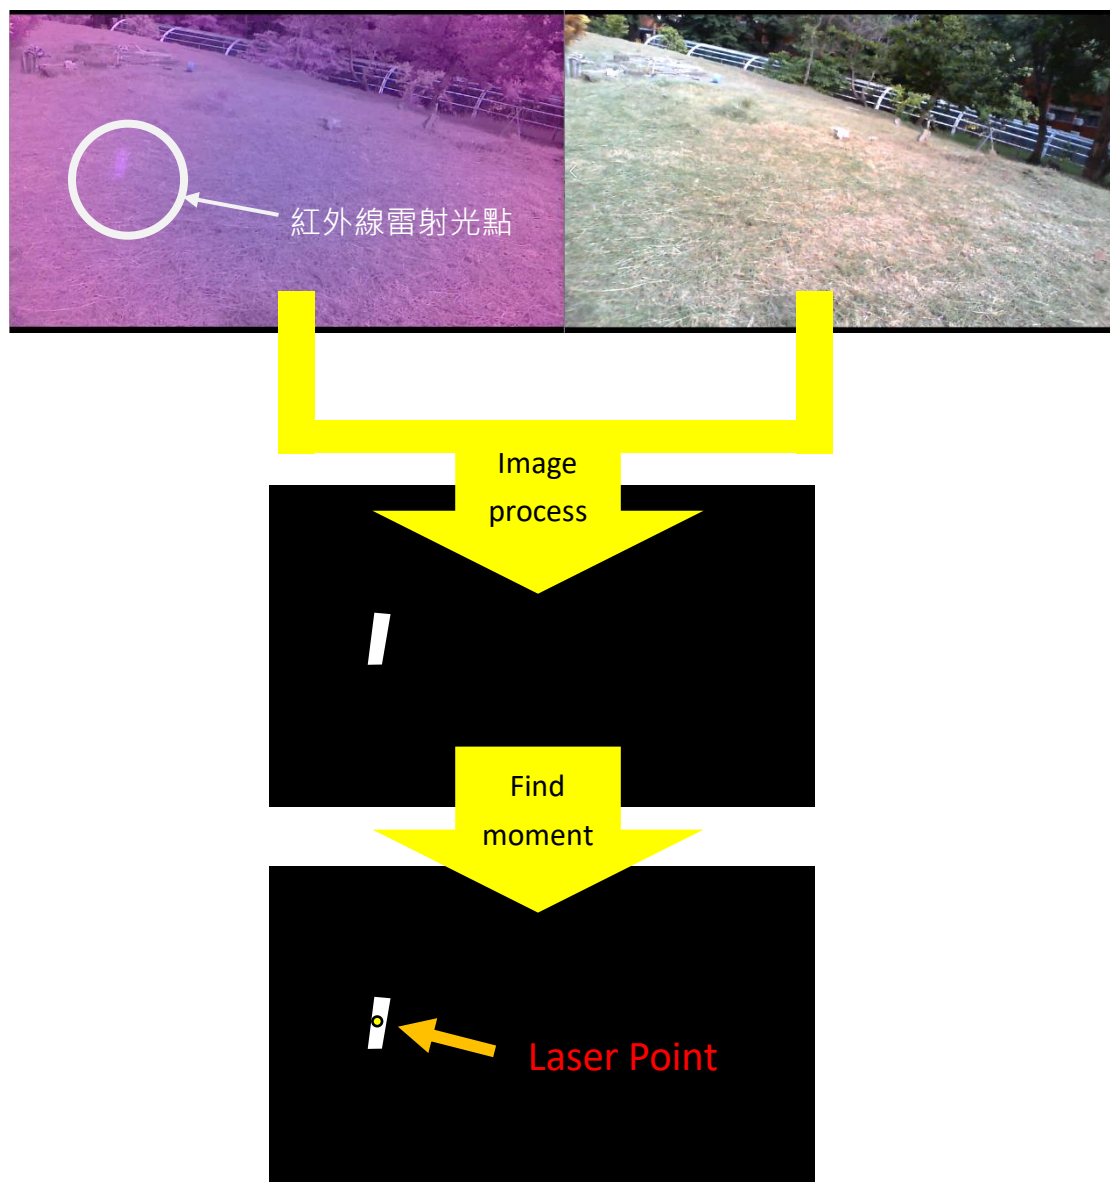 紅外線雷射光點
Image
process
Find
moment
Laser Point